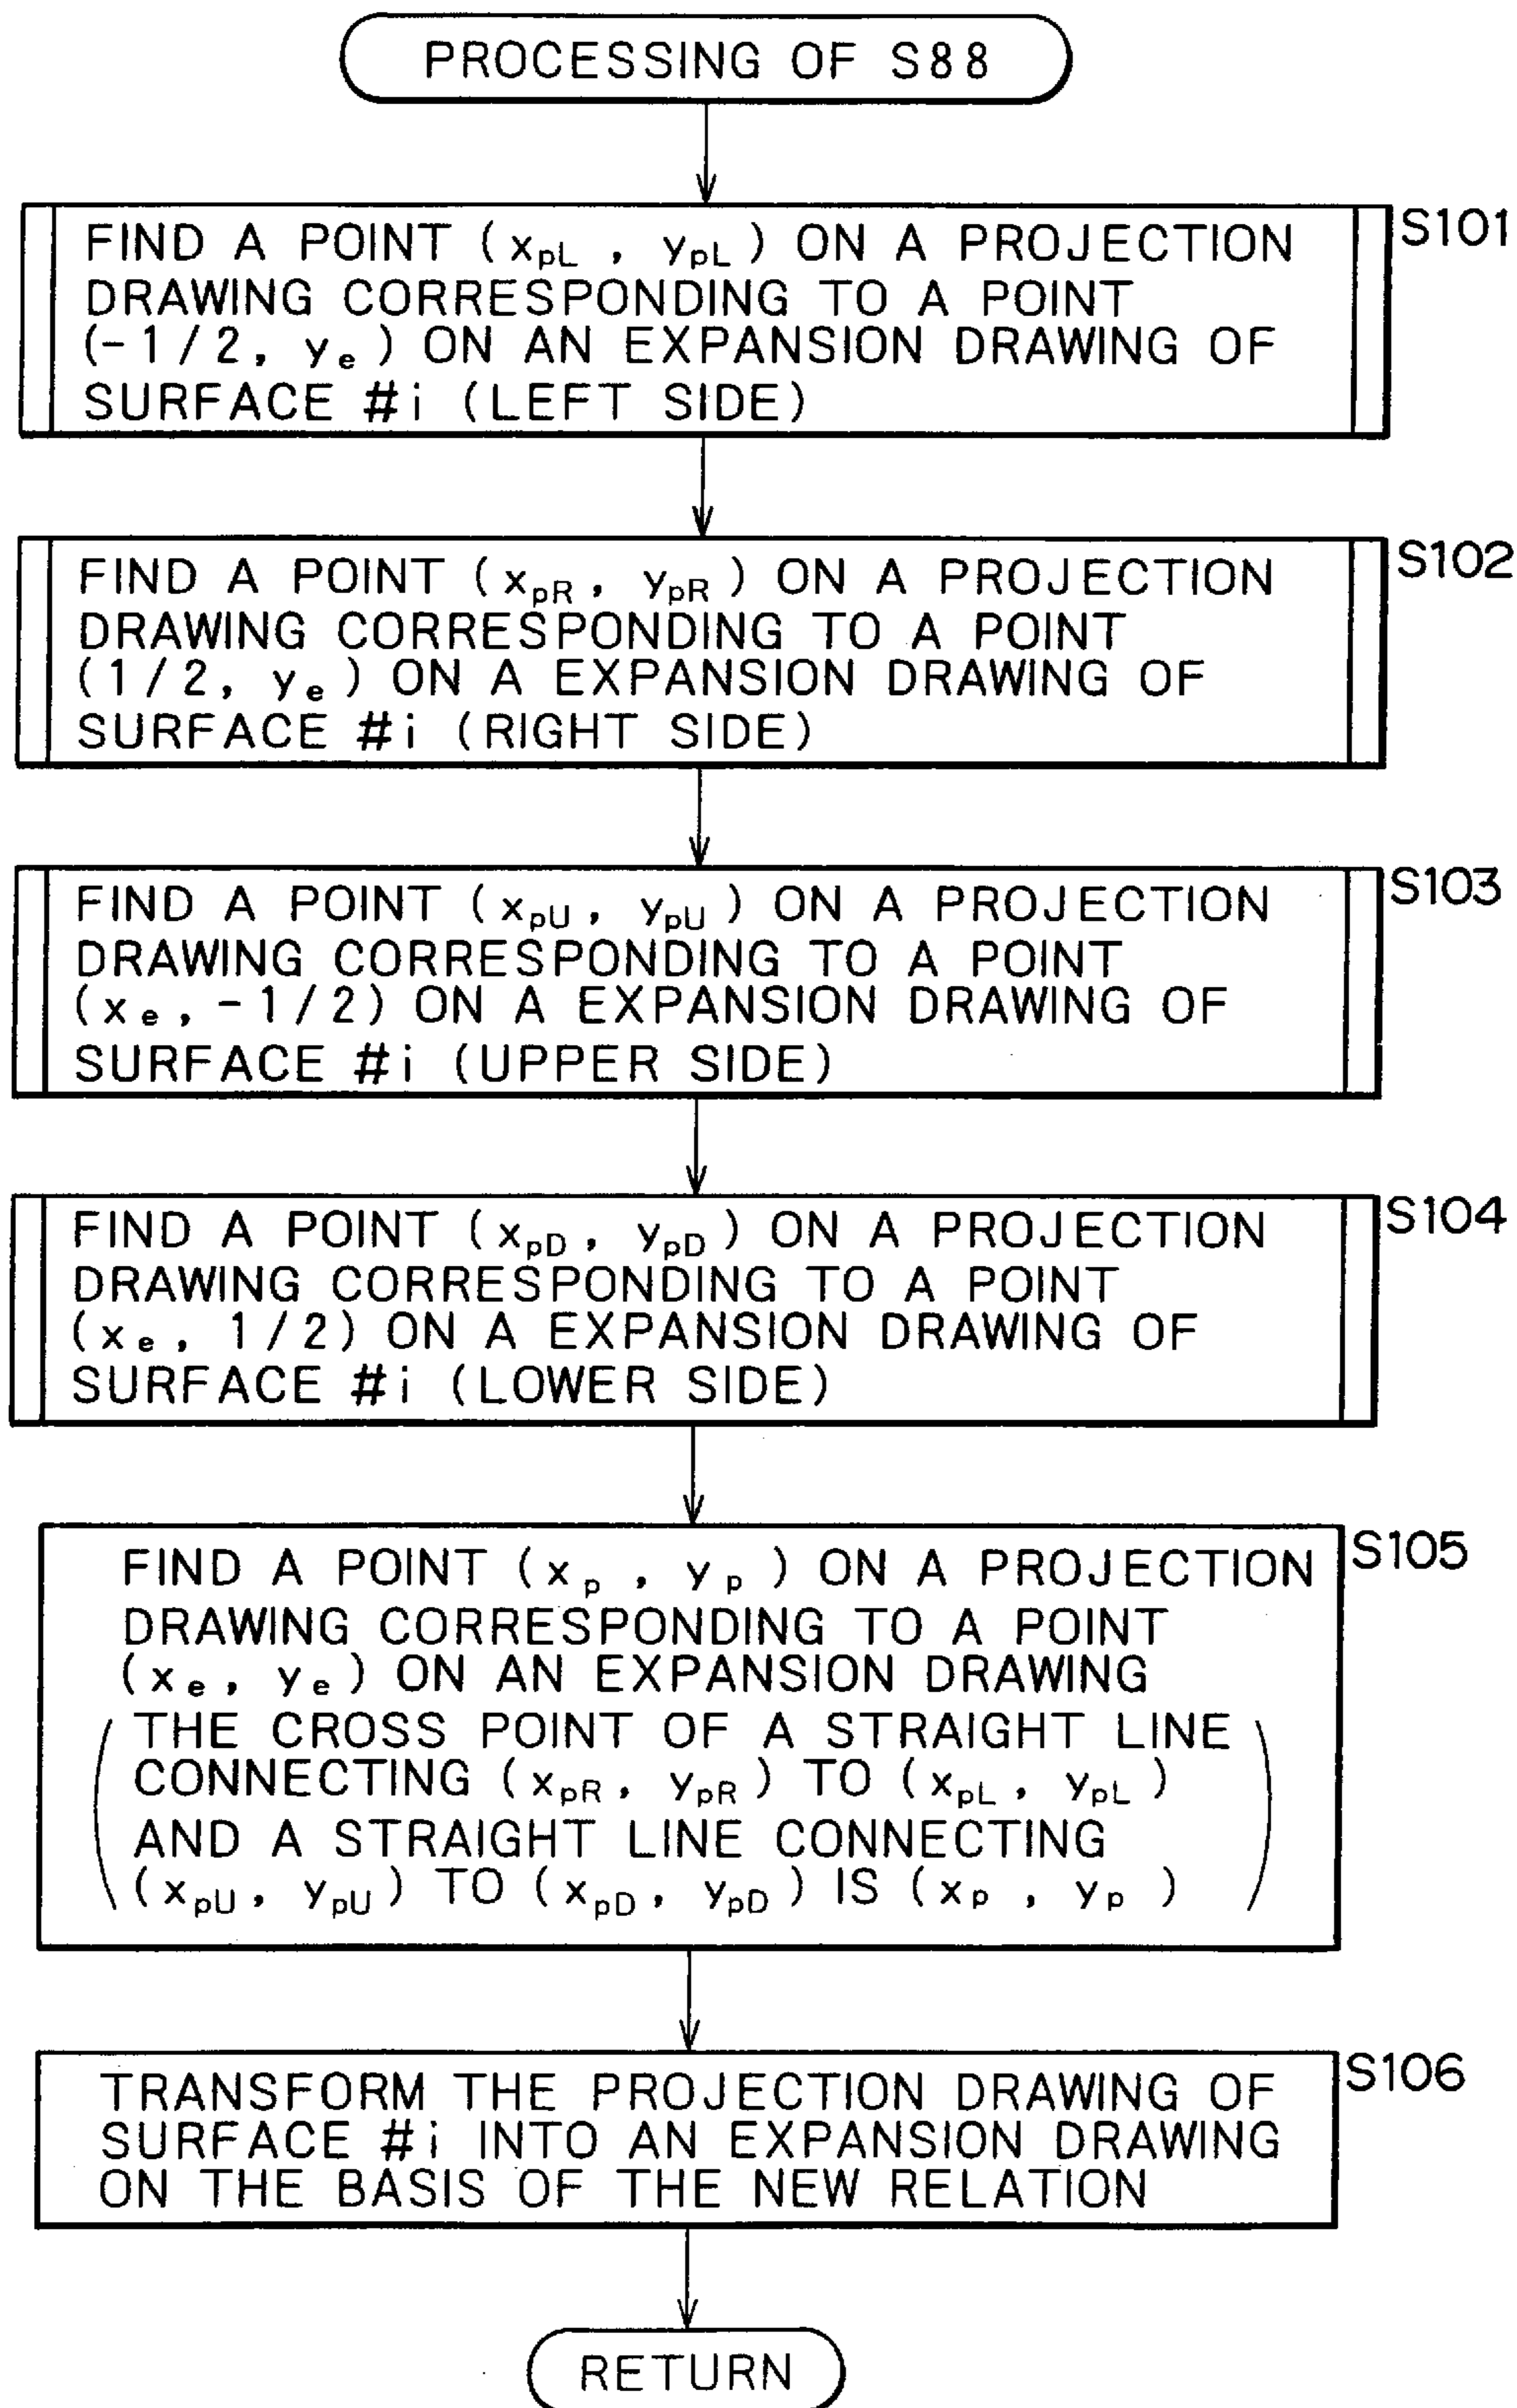 PROCESSING OF S88
FIND A POINT (xpL , ypL) ON A PROJECTION
DRAWING CORRESPONDING TO A POINT
(-1/2, ye) ON AN EXPANSION DRAWING OF
SURFACE #i (LEFT SIDE)
S101
FIND A POINT (xpR, ypR) ON A PROJECTION
DRAWING CORRESPONDING TO A POINT
(1/2, ye) ON A EXPANSION DRAWING OF
SURFACE #i (RIGHT SIDE)
S102
FIND A POINT (xpU, ypU) ON A PROJECTION
DRAWING CORRESPONDING TO A POINT
(xe, -1/2) ON A EXPANSION DRAWING OF
SURFACE #i (UPPER SIDE)
S103
FIND A POINT (xpD, ypD) ON A PROJECTION
DRAWING CORRESPONDING TO A POINT
(xe, 1/2) ON A EXPANSION DRAWING OF
SURFACE #i (LOWER SIDE)
S104
FIND A POINT (xp , yp) ON A PROJECTION
DRAWING CORRESPONDING TO A POINT
(xe, ye) ON AN EXPANSION DRAWING
(THE CROSS POINT OF A STRAIGHT LINE
CONNECTING (xpR, ypR) TO (xpL, ypL)
AND A STRAIGHT LINE CONNECTING
(xpU, ypU) TO (xpD, ypD) IS (xp , yp))
S105
TRANSFORM THE PROJECTION DRAWING OF
SURFACE #i INTO AN EXPANSION DRAWING
ON THE BASIS OF THE NEW RELATION
S106
RETURN